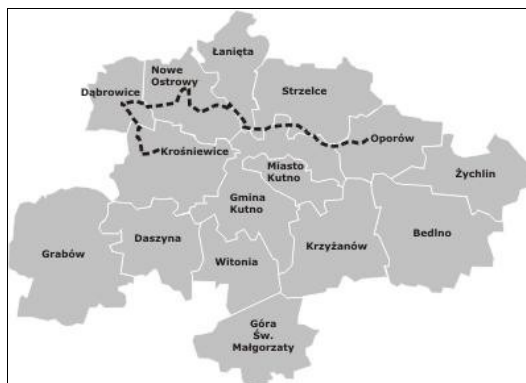 Łanięta
Nowe
Ostrowy
Dąbrowice
Strzelce
Oporów
Krośniewice
Miasto
Kutno
Żychlin
Gmina
Kutno
Bedlno
Daszyna
Krzyżanów
Grabów
Witonia
Góra
Św.
Małgorzaty